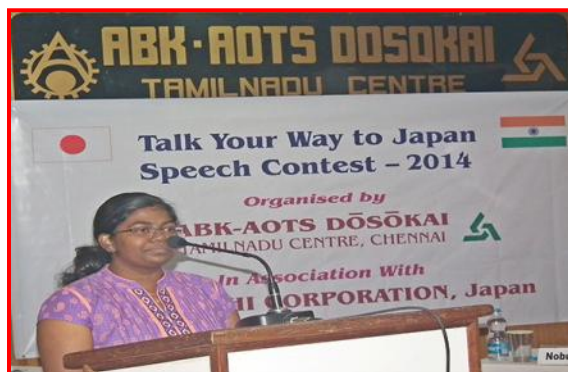 ABK-AOTS DOSOKAI
TAMILNADU CENTRE
Talk Your Way to Japan
Speech Contest – 2014
Organised by
ABK-AOTS DŌSŌKAI
TAMILNADU CENTRE, CHENNAI
In Association With
CORPORATION, Japan